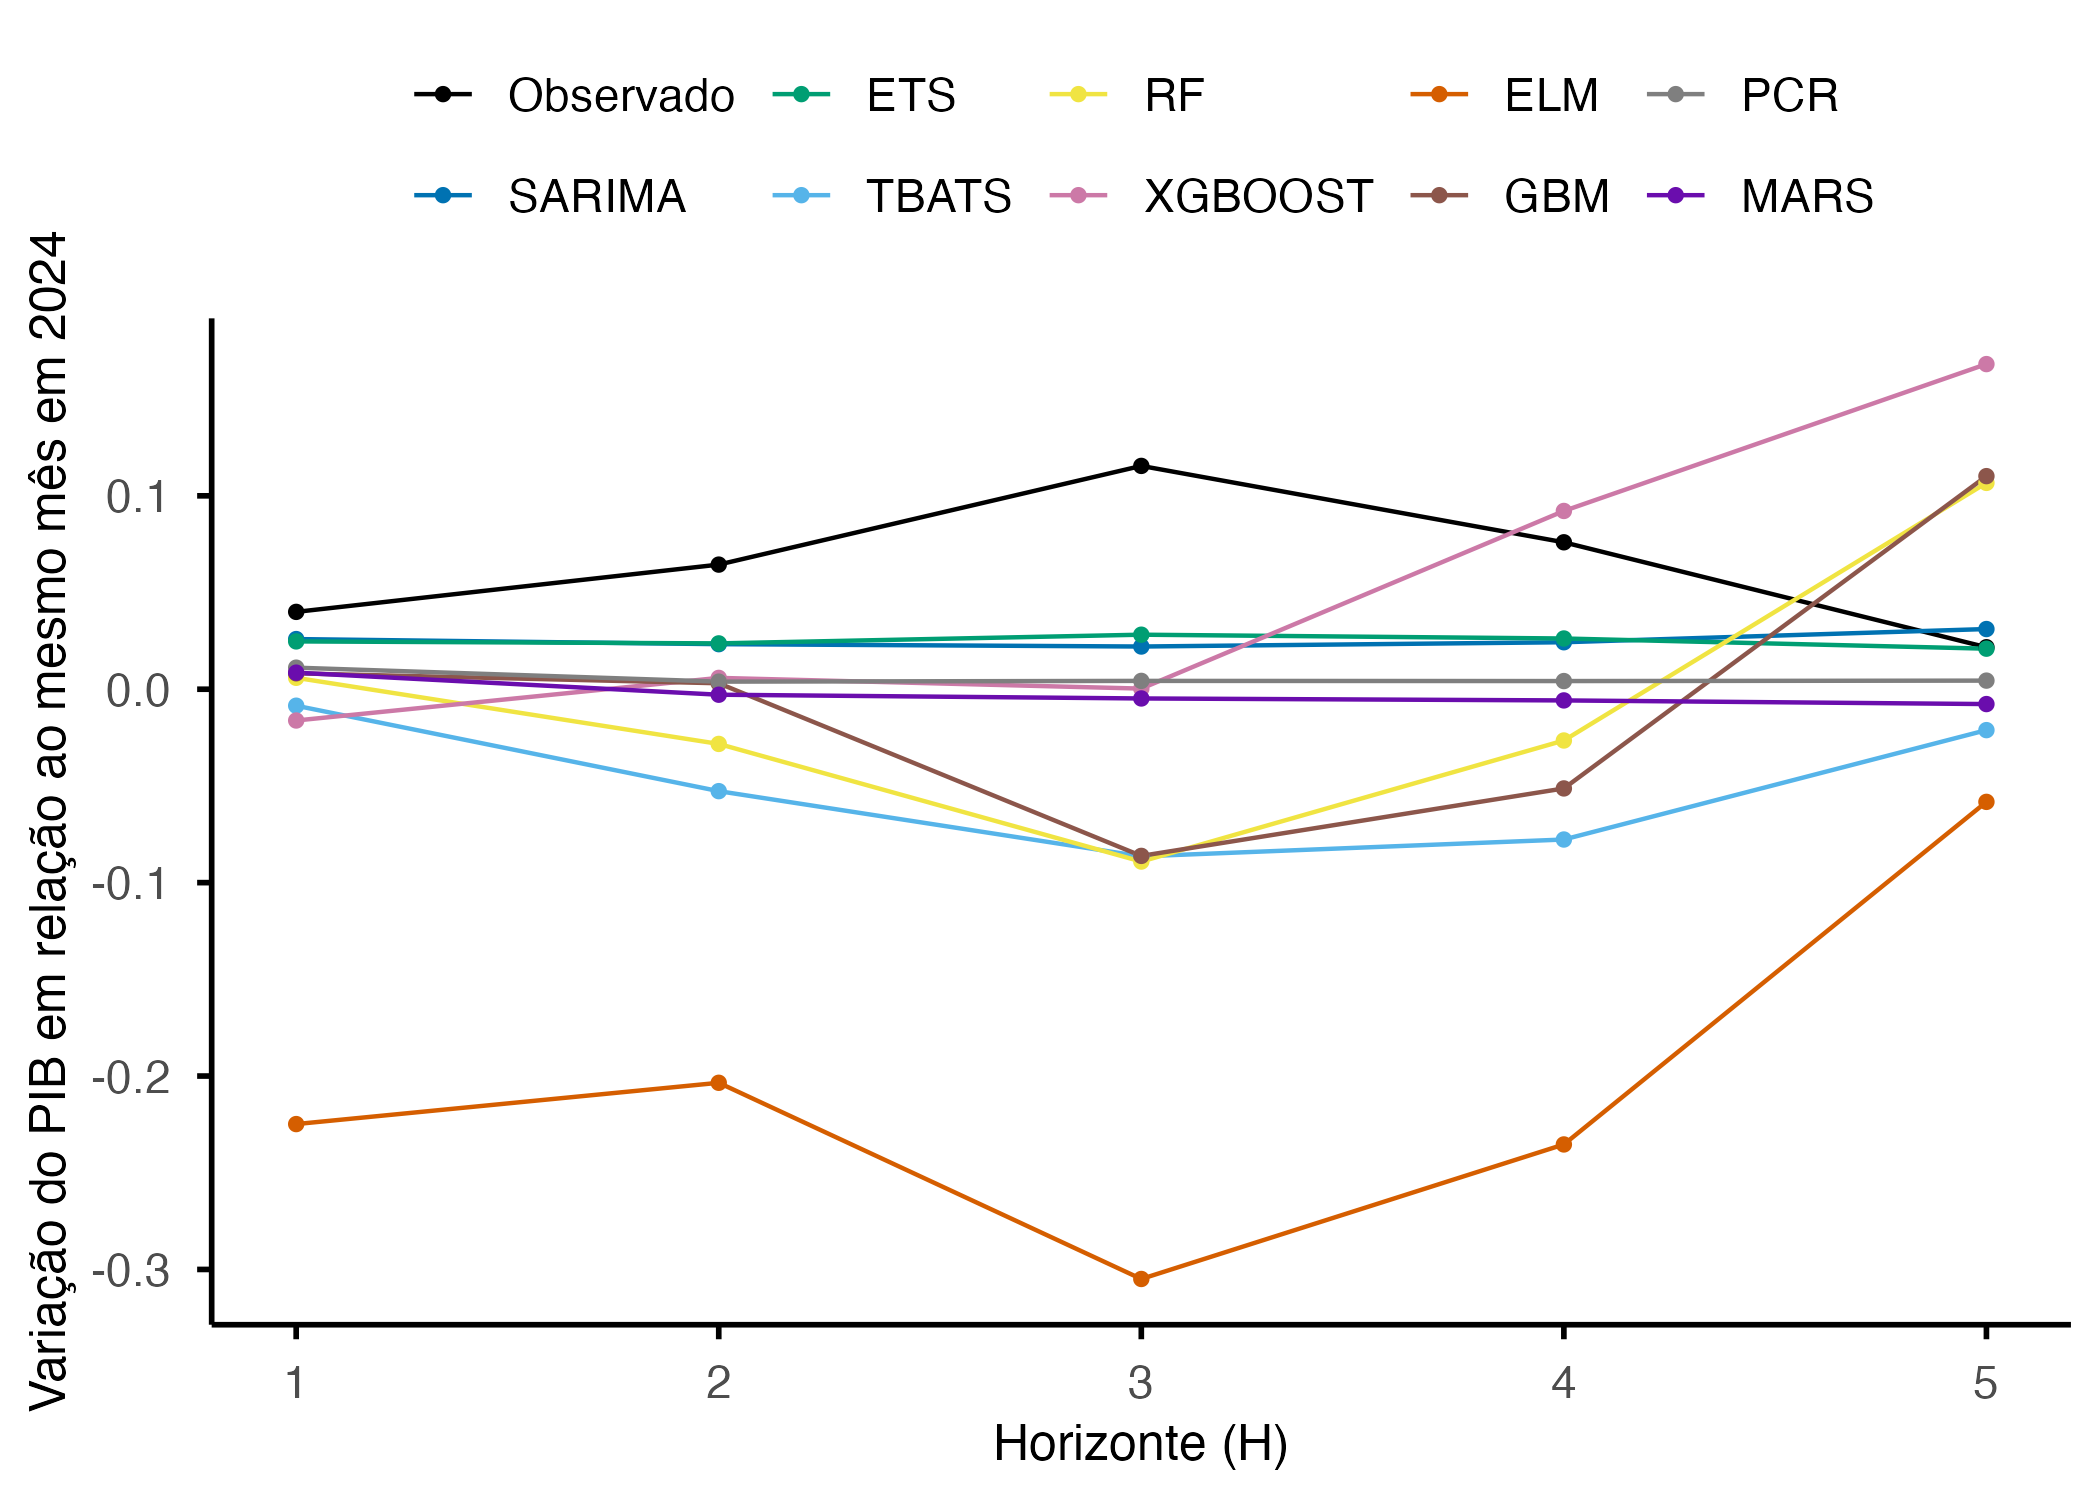 Observado ETS RF ELM PCR
SARIMA TBATS XGBOOST GBM MARS
Variação do PIB em relação ao mesmo mês em 2024
0.1
0.0
-0.1
-0.2
-0.3
1 2 3 4 5
Horizonte (H)